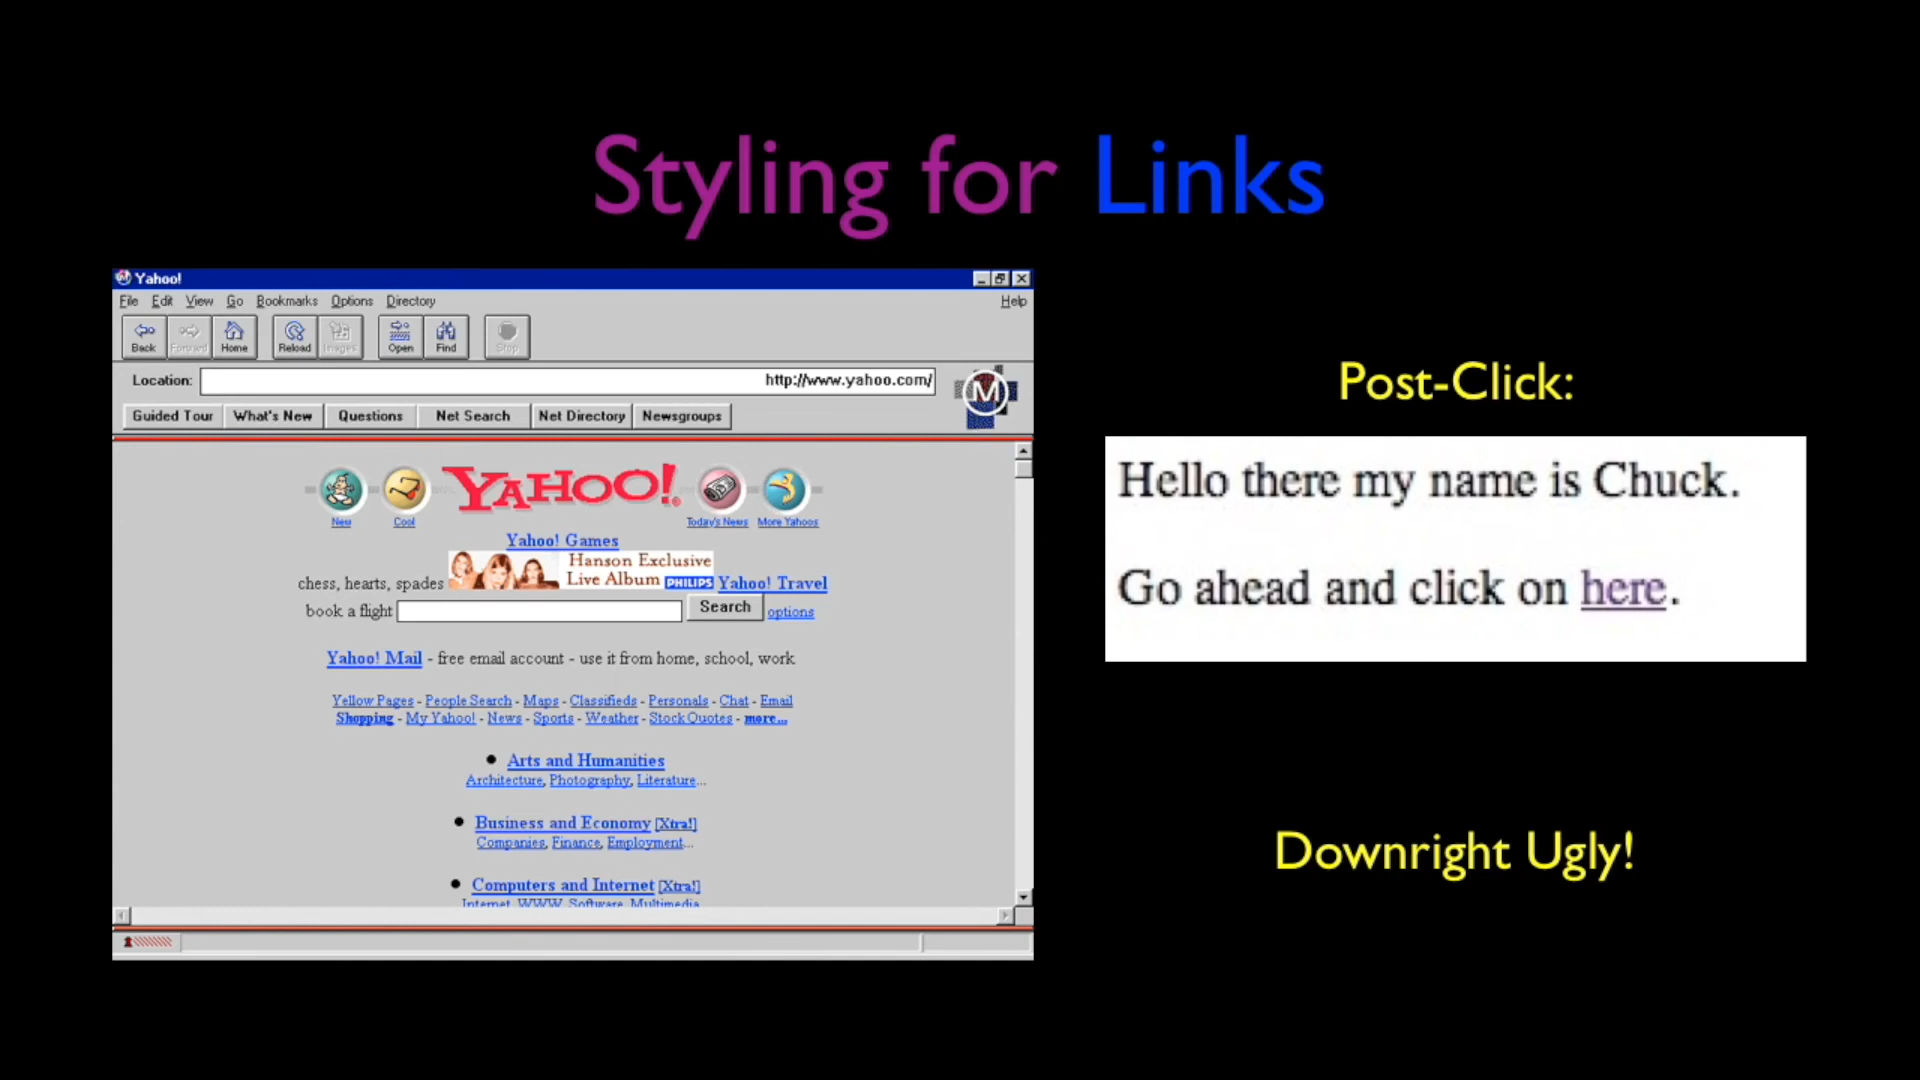 Styling for Links
Yahoo!
File Edit View Go Bookmarks Options Directory Help
Back Forward Home Reload Images Open Find Stop
Location: http://www.yahoo.com/
Guided Tour What's New Questions Net Search Net Directory Newsgroups
M
YAHOO!
New Cool Today's News More Yahoos
Yahoo! Games
Hanson Exclusive
Live Album PHILIPS
chess, hearts, spades Yahoo! Travel
book a flight Search options
Yahoo! Mail - free email account - use it from home, school, work
Yellow Pages - People Search - Maps - Classifieds - Personals - Chat - Email
Shopping - My Yahoo! - News - Sports - Weather - Stock Quotes - more...
• Arts and Humanities
Architecture, Photography, Literature...
• Business and Economy [Xtra!]
Companies, Finance, Employment...
• Computers and Internet [Xtra!]
Internet, WWW, Software, Multimedia
Post-Click:
Hello there my name is Chuck.
Go ahead and click on here.
Downright Ugly!